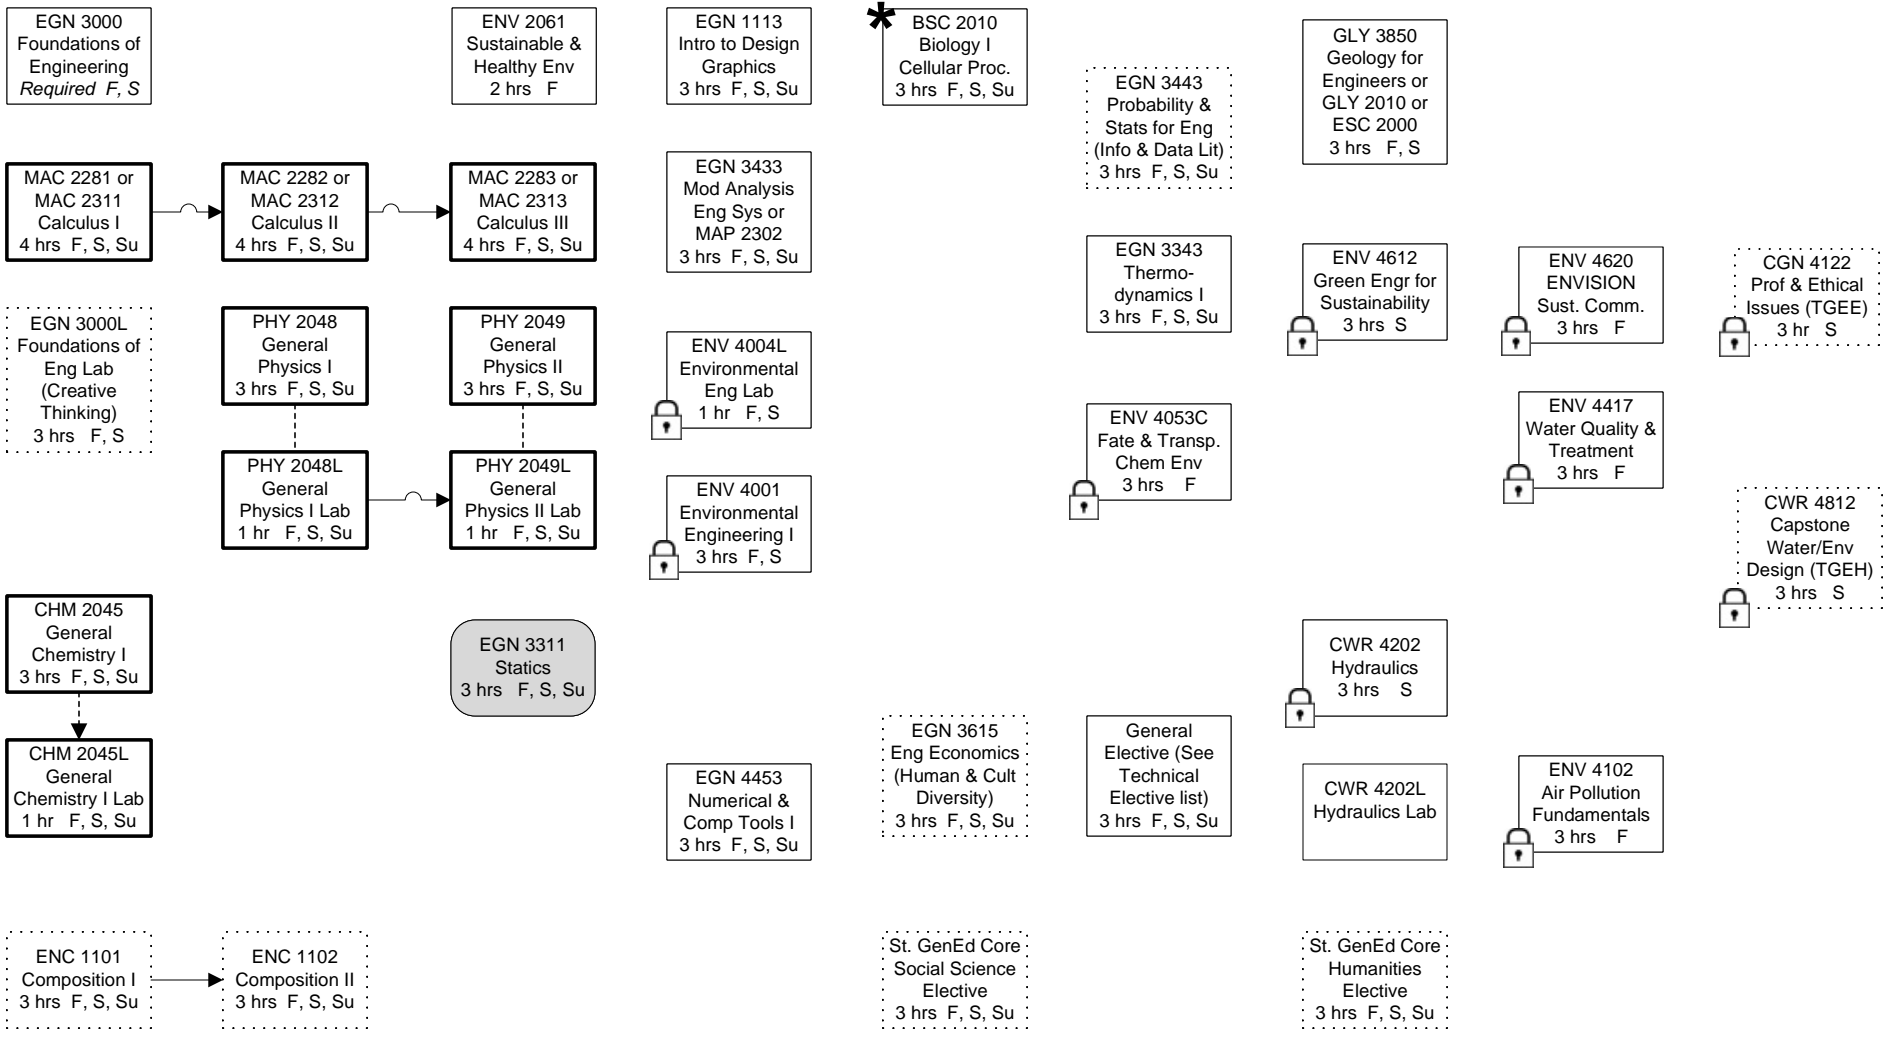 EGN 3000
Foundations of
Engineering
Required F, S
ENV 2061
Sustainable &
Healthy Env
2 hrs F
EGN 1113
Intro to Design
Graphics
3 hrs F, S, Su
*
BSC 2010
Biology I
Cellular Proc.
3 hrs F, S, Su
EGN 3443
Probability &
Stats for Eng
(Info & Data Lit)
3 hrs F, S, Su
GLY 3850
Geology for
Engineers or
GLY 2010 or
ESC 2000
3 hrs F, S
MAC 2281 or
MAC 2311
Calculus I
4 hrs F, S, Su
MAC 2282 or
MAC 2312
Calculus II
4 hrs F, S, Su
MAC 2283 or
MAC 2313
Calculus III
4 hrs F, S, Su
EGN 3433
Mod Analysis
Eng Sys or
MAP 2302
3 hrs F, S, Su
EGN 3343
Thermo-
dynamics I
3 hrs F, S, Su
ENV 4612
Green Engr for
Sustainability
3 hrs S
ENV 4620
ENVISION
Sust. Comm.
3 hrs F
CGN 4122
Prof & Ethical
Issues (TGEE)
3 hr S
EGN 3000L
Foundations of
Eng Lab
(Creative
Thinking)
3 hrs F, S
PHY 2048
General
Physics I
3 hrs F, S, Su
PHY 2049
General
Physics II
3 hrs F, S, Su
ENV 4004L
Environmental
Eng Lab
1 hr F, S
ENV 4053C
Fate & Transp.
Chem Env
3 hrs F
ENV 4417
Water Quality &
Treatment
3 hrs F
PHY 2048L
General
Physics I Lab
1 hr F, S, Su
PHY 2049L
General
Physics II Lab
1 hr F, S, Su
ENV 4001
Environmental
Engineering I
3 hrs F, S
CWR 4812
Capstone
Water/Env
Design (TGEH)
3 hrs S
CHM 2045
General
Chemistry I
3 hrs F, S, Su
EGN 3311
Statics
3 hrs F, S, Su
CWR 4202
Hydraulics
3 hrs S
CHM 2045L
General
Chemistry I Lab
1 hr F, S, Su
EGN 4453
Numerical &
Comp Tools I
3 hrs F, S, Su
EGN 3615
Eng Economics
(Human & Cult
Diversity)
3 hrs F, S, Su
General
Elective (See
Technical
Elective list)
3 hrs F, S, Su
CWR 4202L
Hydraulics Lab
ENV 4102
Air Pollution
Fundamentals
3 hrs F
ENC 1101
Composition I
3 hrs F, S, Su
ENC 1102
Composition II
3 hrs F, S, Su
St. GenEd Core
Social Science
Elective
3 hrs F, S, Su
St. GenEd Core
Humanities
Elective
3 hrs F, S, Su